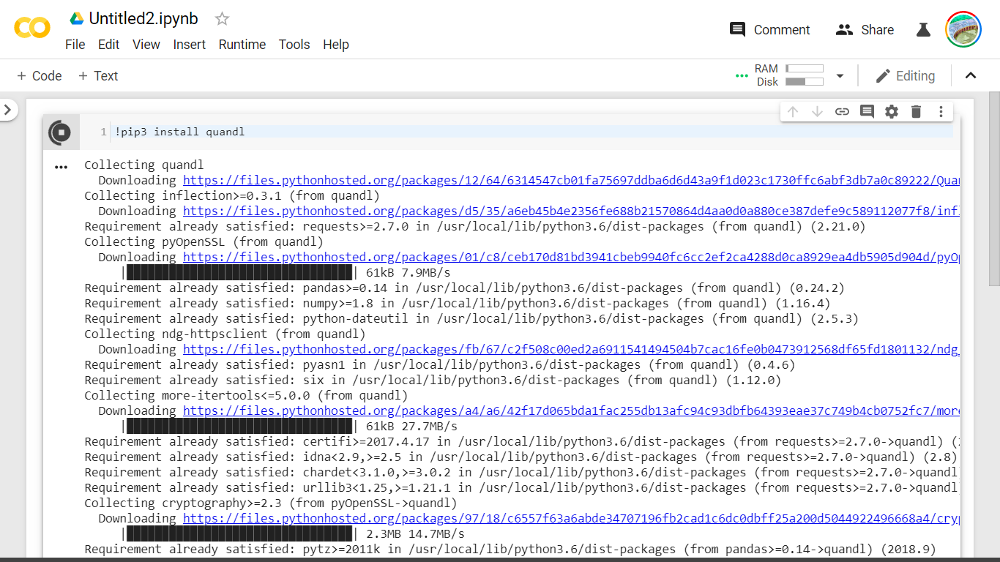 Untitled2.ipynb
File Edit View Insert Runtime Tools Help
Comment Share
+ Code + Text
RAM
Disk
Editing
1 !pip3 install quandl
Collecting quandl
Downloading https://files.pythonhosted.org/packages/12/64/6314547cb01fa75697ddba6d6d43a9f1d023c1730ffc6abf3db7a0c89222/Quan
Collecting inflection>=0.3.1 (from quandl)
Downloading https://files.pythonhosted.org/packages/d5/35/a6eb45b4e2356fe688b21570864d4aa0d0a880ce387defe9c589112077f8/infl
Requirement already satisfied: requests>=2.7.0 in /usr/local/lib/python3.6/dist-packages (from quandl) (2.21.0)
Collecting pyOpenSSL (from quandl)
Downloading https://files.pythonhosted.org/packages/01/c8/ceb170d81bd3941cbeb9940fc6cc2ef2ca4288d0ca8929ea4db5905d904d/pyOp
61kB 7.9MB/s
Requirement already satisfied: pandas>=0.14 in /usr/local/lib/python3.6/dist-packages (from quandl) (0.24.2)
Requirement already satisfied: numpy>=1.8 in /usr/local/lib/python3.6/dist-packages (from quandl) (1.16.4)
Requirement already satisfied: python-dateutil in /usr/local/lib/python3.6/dist-packages (from quandl) (2.5.3)
Collecting ndg-httpsclient (from quandl)
Downloading https://files.pythonhosted.org/packages/fb/67/c2f508c00ed2a6911541494504b7cac16fe0b0473912568df65fd1801132/ndg_
Requirement already satisfied: pyasn1 in /usr/local/lib/python3.6/dist-packages (from quandl) (0.4.6)
Requirement already satisfied: six in /usr/local/lib/python3.6/dist-packages (from quandl) (1.12.0)
Collecting more-itertools<=5.0.0 (from quandl)
Downloading https://files.pythonhosted.org/packages/a4/a6/42f17d065bda1fac255db13afc94c93dbfb64393eae37c749b4cb0752fc7/more
61kB 27.7MB/s
Requirement already satisfied: certifi>=2017.4.17 in /usr/local/lib/python3.6/dist-packages (from requests>=2.7.0->quandl) (
Requirement already satisfied: idna<2.9,>=2.5 in /usr/local/lib/python3.6/dist-packages (from requests>=2.7.0->quandl) (2.8)
Requirement already satisfied: chardet<3.1.0,>=3.0.2 in /usr/local/lib/python3.6/dist-packages (from requests>=2.7.0->quandl
Requirement already satisfied: urllib3<1.25,>=1.21.1 in /usr/local/lib/python3.6/dist-packages (from requests>=2.7.0->quandl
Collecting cryptography>=2.3 (from pyOpenSSL->quandl)
Downloading https://files.pythonhosted.org/packages/97/18/c6557f63a6abde34707196fb2cad1c6dc0dbff25a200d5044922496668a4/cryp
2.3MB 14.7MB/s
Requirement already satisfied: pytz>=2011k in /usr/local/lib/python3.6/dist-packages (from pandas>=0.14->quandl) (2018.9)